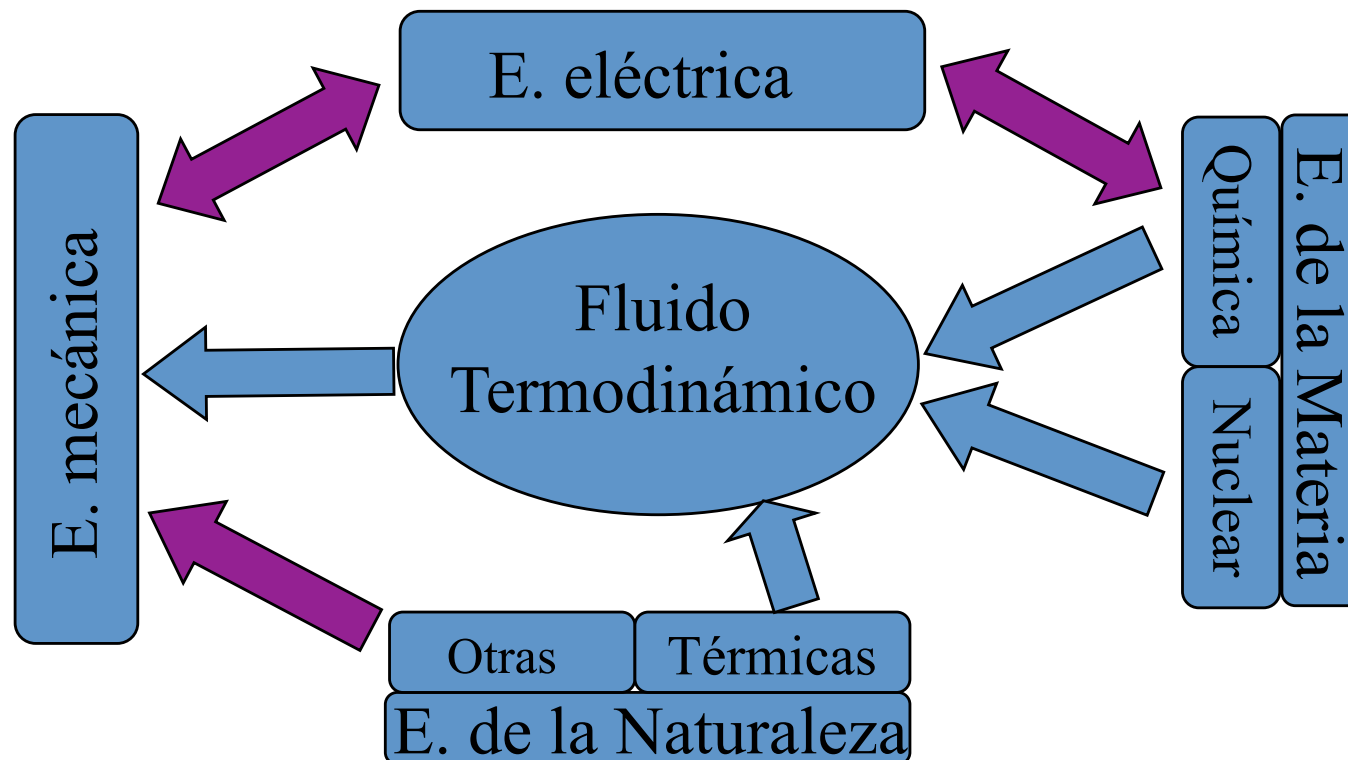 E. eléctrica
E. mecánica
Fluido
Termodinámico
Química
Nuclear
E. de la Materia
Otras
Térmicas
E. de la Naturaleza